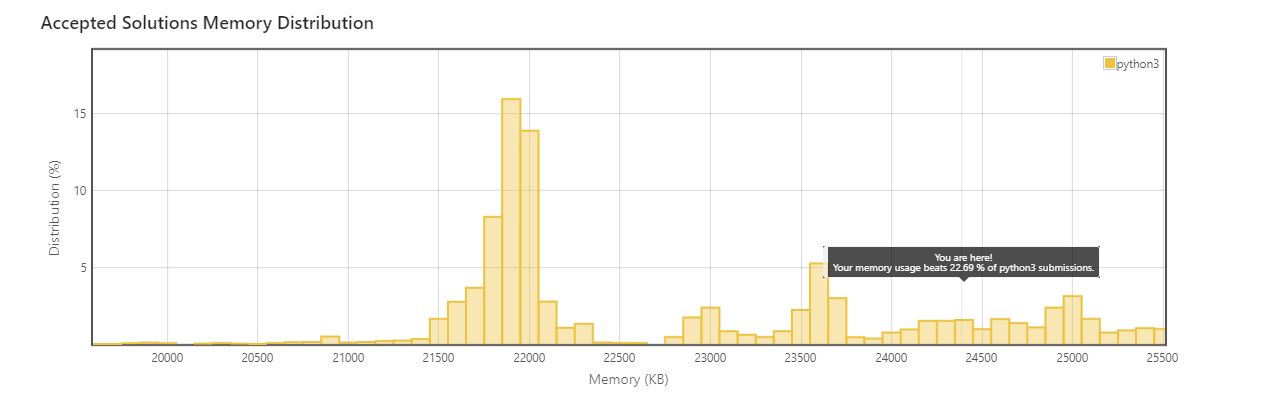 Accepted Solutions Memory Distribution
python3
15
10
5
Distribution (%)
You are here!
Your memory usage beats 22.69 % of python3 submissions.
20000 20500 21000 21500 22000 22500 23000 23500 24000 24500 25000 25500
Memory (KB)